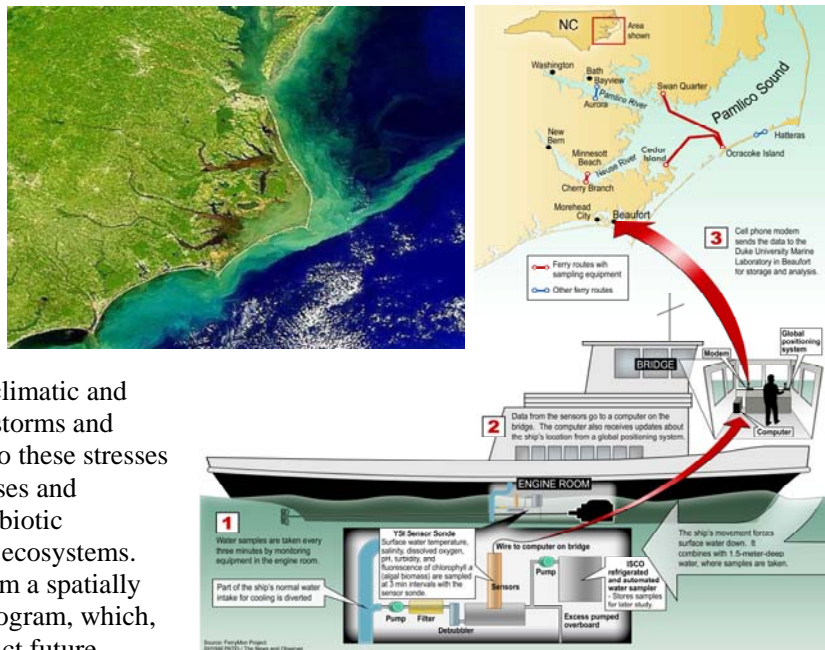 NC
Area
shown
Washington
Bath
Bayview
Swan Quarter
Pamlico River
Aurora
Pamlico Sound
New
Bern
Hatteras
Minnesott
Beach
Cedar
Island
Ocracoke Island
Neuse River
Cherry Branch
Morehead
City
Beaufort
3
Cell phone modem
sends the data to the
Duke University Marine
Laboratory in Beaufort
for storage and analysis.
Ferry routes wih
sampling equipment
Other ferry routes
Global
positioning
system
Modem
BRIDGE
Computer
climatic and
storms and
o these stresses
ses and
biotic
ecosystems.
m a spatially
ogram, which,
ct future
2
Data from the sensors go to a computer on the
bridge. The computer also receives updates about
the ship's location from a global positioning system.
ENGINE ROOM
1
Water samples are taken every
three minutes by monitoring
equipment in the engine room.
YSI Sensor Sonde
Surface water temperature,
salinity, dissolved oxygen,
pH, turbidity, and
fluorescence of chlorophyll a
(algal biomass) are sampled
at 3 min intervals with the
sensor sonde.
Wire to computer on bridge
The ship's movement forces
surface water down. It
combines with 1.5-meter-deep
water, where samples are taken.
Part of the ship's normal water
intake for cooling is diverted
Sensors
Pump
ISCO
refrigerated and
automated
water sampler
- Stores samples
for later study.
Pump
Filter
Debubbler
Excess pumped
overboard
Source: FerryMon Project